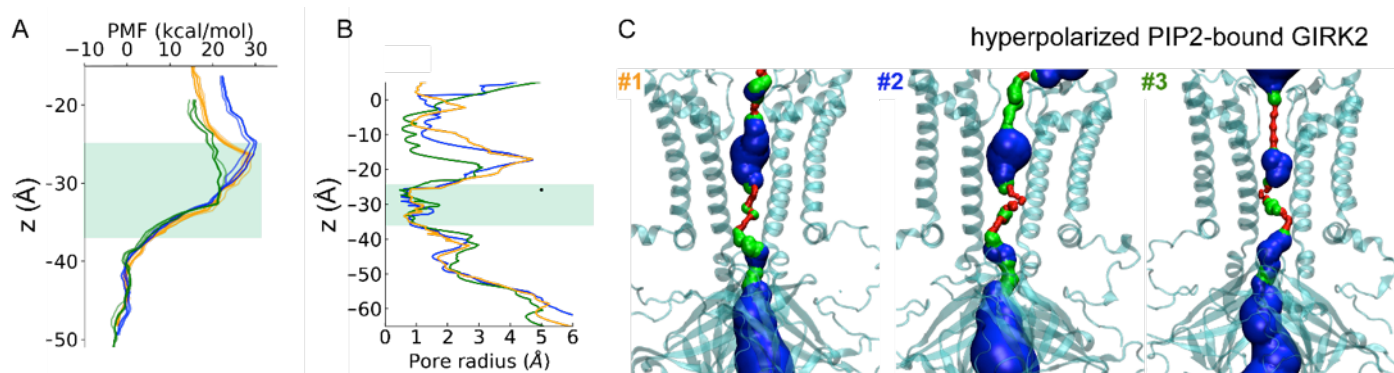 A
PMF (kcal/mol)
−10 0 10 20 30
-20
-30
-40
-50
z (Å)
B
0
−10
−20
−30
−40
−50
−60
z (Å)
0 1 2 3 4 5 6
Pore radius (Å)
C
hyperpolarized PIP2-bound GIRK2
#1 #2 #3